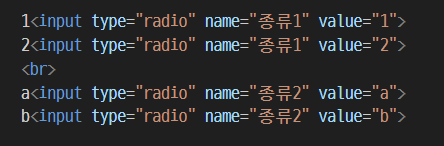 1<input type="radio" name="종류1" value="1">
2<input type="radio" name="종류1" value="2">
<br>
a<input type="radio" name="종류2" value="a">
b<input type="radio" name="종류2" value="b">